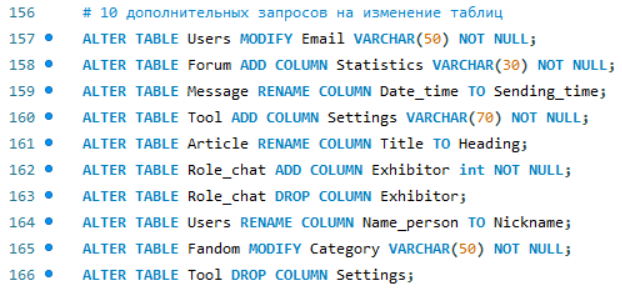 156 # 10 дополнительных запросов на изменение таблиц
157 ALTER TABLE Users MODIFY Email VARCHAR(50) NOT NULL;
158 ALTER TABLE Forum ADD COLUMN Statistics VARCHAR(30) NOT NULL;
159 ALTER TABLE Message RENAME COLUMN Date_time TO Sending_time;
160 ALTER TABLE Tool ADD COLUMN Settings VARCHAR(70) NOT NULL;
161 ALTER TABLE Article RENAME COLUMN Title TO Heading;
162 ALTER TABLE Role_chat ADD COLUMN Exhibitor int NOT NULL;
163 ALTER TABLE Role_chat DROP COLUMN Exhibitor;
164 ALTER TABLE Users RENAME COLUMN Name_person TO Nickname;
165 ALTER TABLE Fandom MODIFY Category VARCHAR(50) NOT NULL;
166 ALTER TABLE Tool DROP COLUMN Settings;